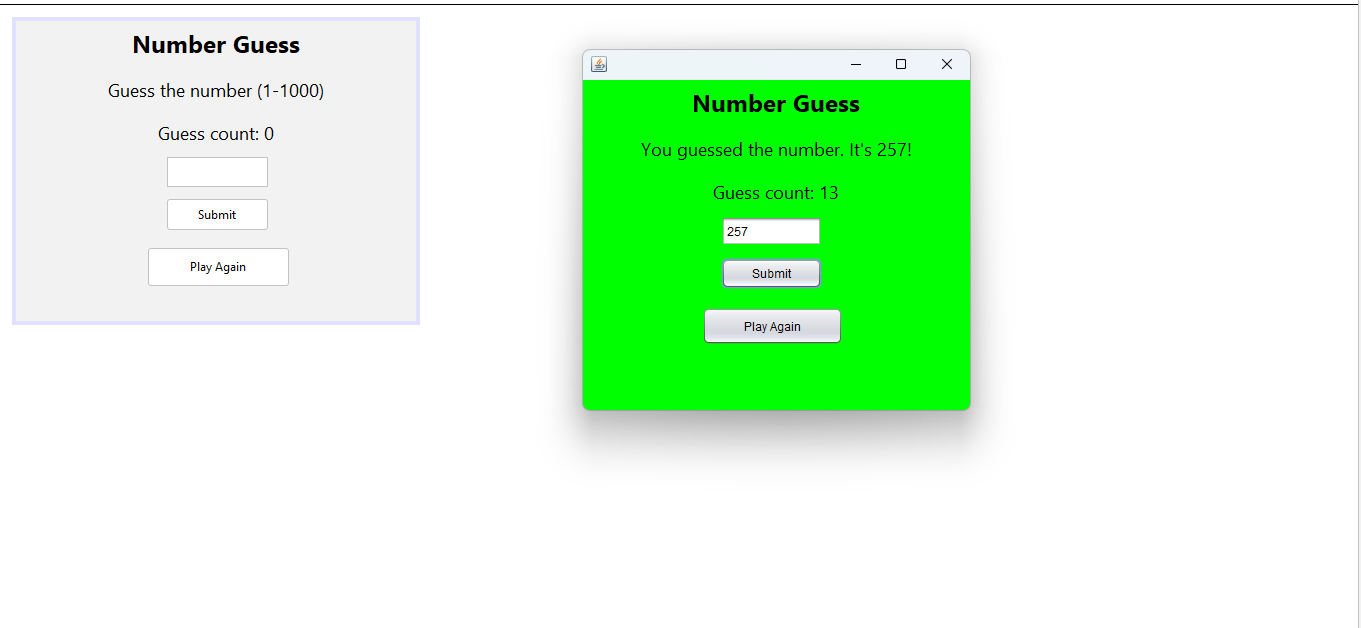 Number Guess
Guess the number (1-1000)
Guess count: 0
Submit
Play Again
Number Guess
You guessed the number. It's 257!
Guess count: 13
257
Submit
Play Again